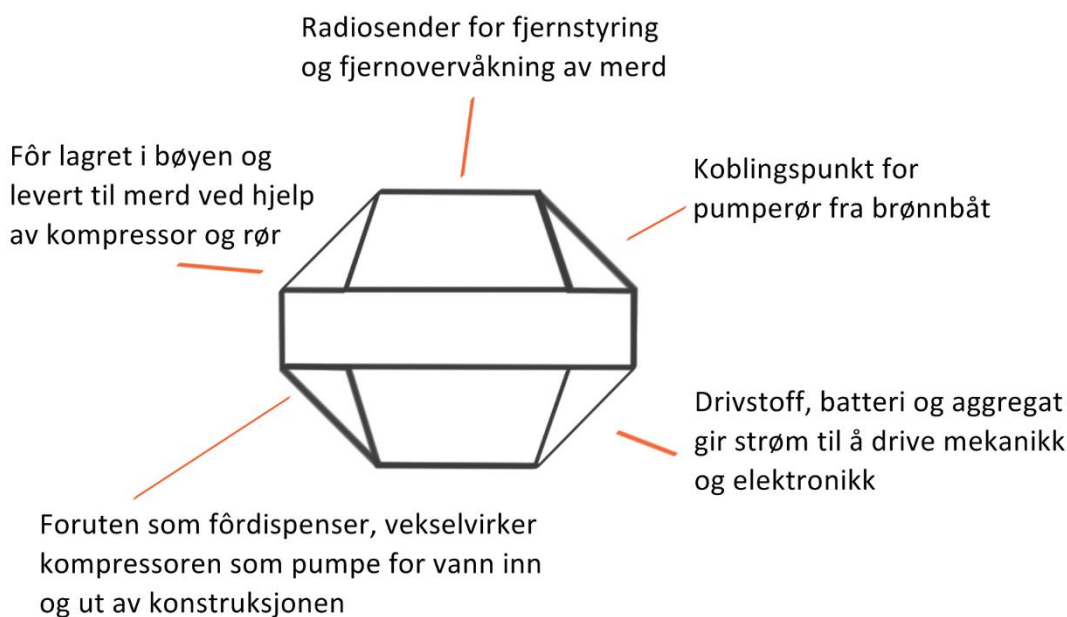 Radiosender for fjernstyring
og fjernovervåkning av merd
Fôr lagret i bøyen og
levert til merd ved hjelp
av kompressor og rør
Koblingspunkt for
pumperør fra brønnbåt
Drivstoff, batteri og aggregat
gir strøm til å drive mekanikk
og elektronikk
Foruten som fôrdispenser, vekselvirker
kompressoren som pumpe for vann inn
og ut av konstruksjonen